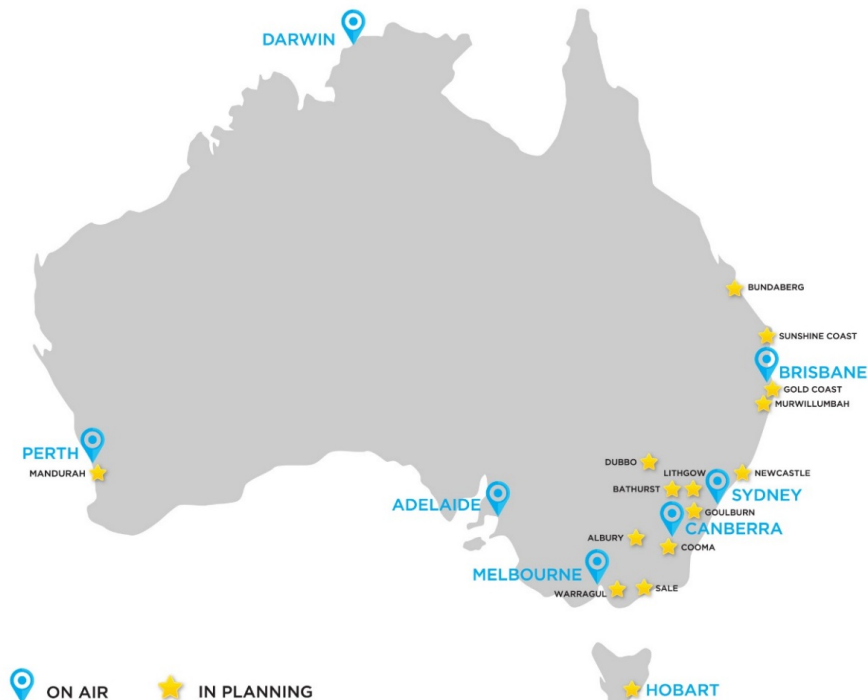 DARWIN
BUNDABERG
SUNSHINE COAST
BRISBANE
GOLD COAST
MURWILLUMBAH
PERTH
MANDURAH
DUBBO
LITHGOW
NEWCASTLE
BATHURST
SYDNEY
ADELAIDE
GOULBURN
CANBERRA
ALBURY
COOMA
MELBOURNE
WARRAGUL
SALE
HOBART
ON AIR
IN PLANNING